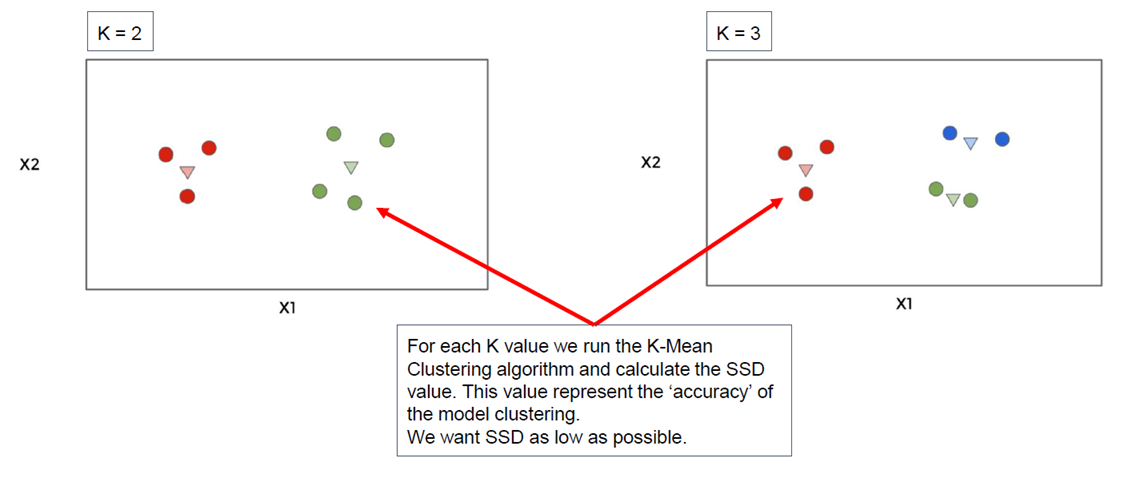 K = 2
K = 3
X2
X2
X1
X1
For each K value we run the K-Mean
Clustering algorithm and calculate the SSD
value. This value represent the ‘accuracy’ of
the model clustering.
We want SSD as low as possible.